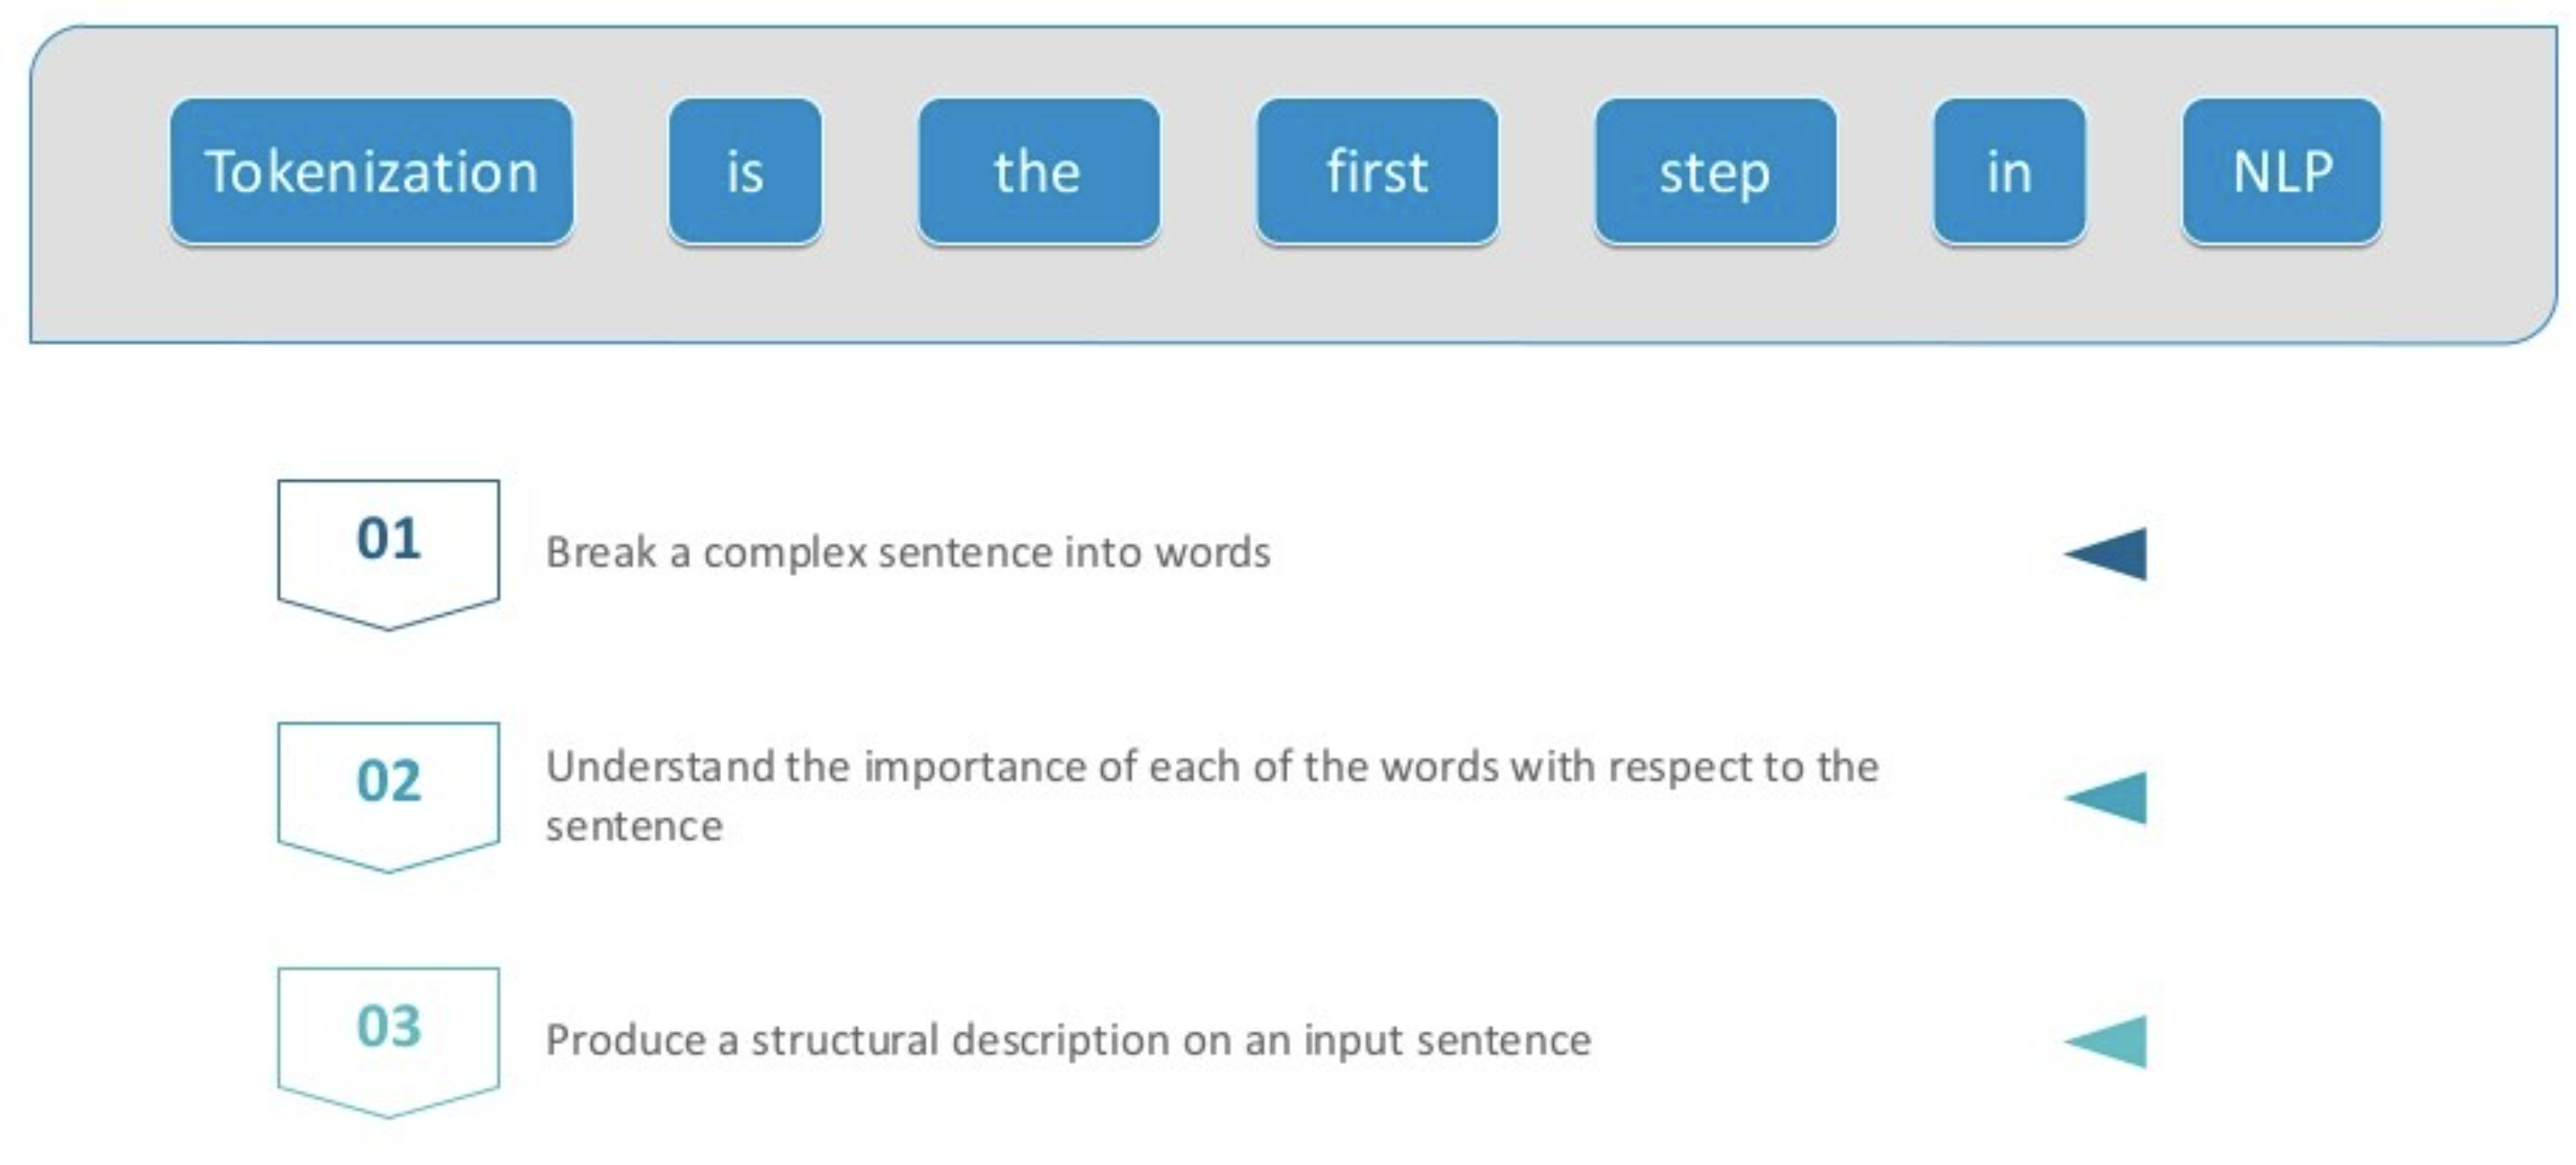 Tokenization is the first step in NLP
01
Break a complex sentence into words
02
Understand the importance of each of the words with respect to the
sentence
03
Produce a structural description on an input sentence